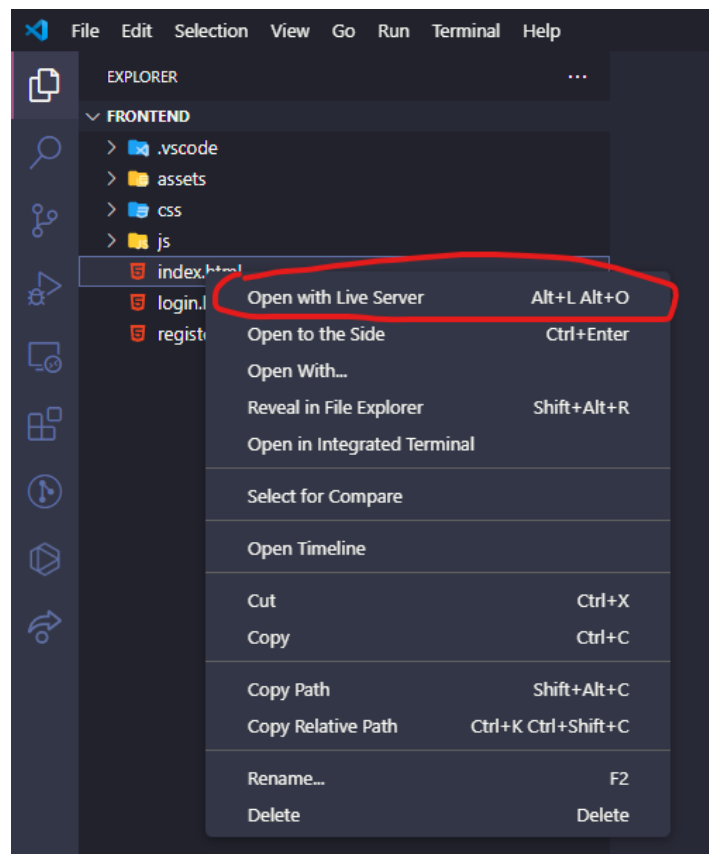 File Edit Selection View Go Run Terminal Help
EXPLORER ...
FRONTEND
.vscode
assets
css
js
index.html
login.
regist
Open with Live Server Alt+L Alt+O
Open to the Side Ctrl+Enter
Open With...
Reveal in File Explorer Shift+Alt+R
Open in Integrated Terminal
Select for Compare
Open Timeline
Cut Ctrl+X
Copy Ctrl+C
Copy Path Shift+Alt+C
Copy Relative Path Ctrl+K Ctrl+Shift+C
Rename... F2
Delete Delete